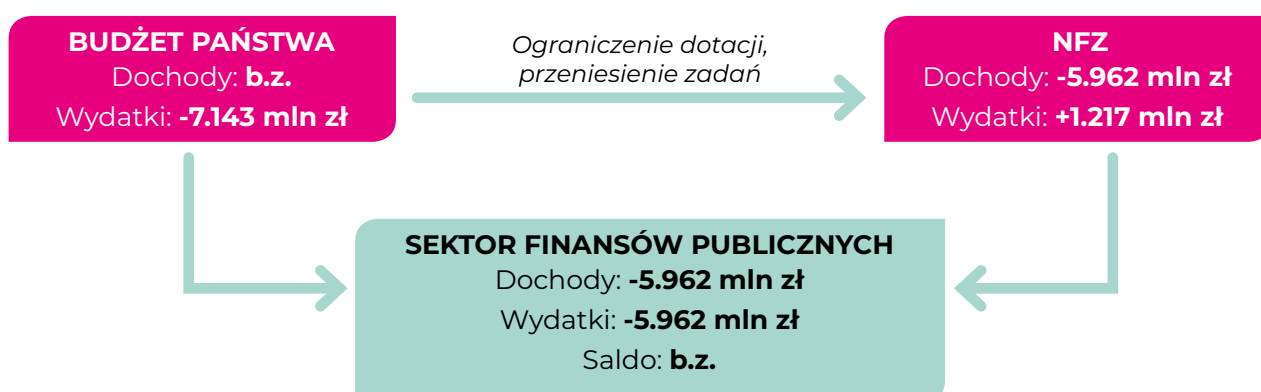 BUDŻET PAŃSTWA
Dochody: b.z.
Wydatki: -7.143 mln zł
Ograniczenie dotacji,
przeniesienie zadań
NFZ
Dochody: -5.962 mln zł
Wydatki: +1.217 mln zł
SEKTOR FINANSÓW PUBLICZNYCH
Dochody: -5.962 mln zł
Wydatki: -5.962 mln zł
Saldo: b.z.